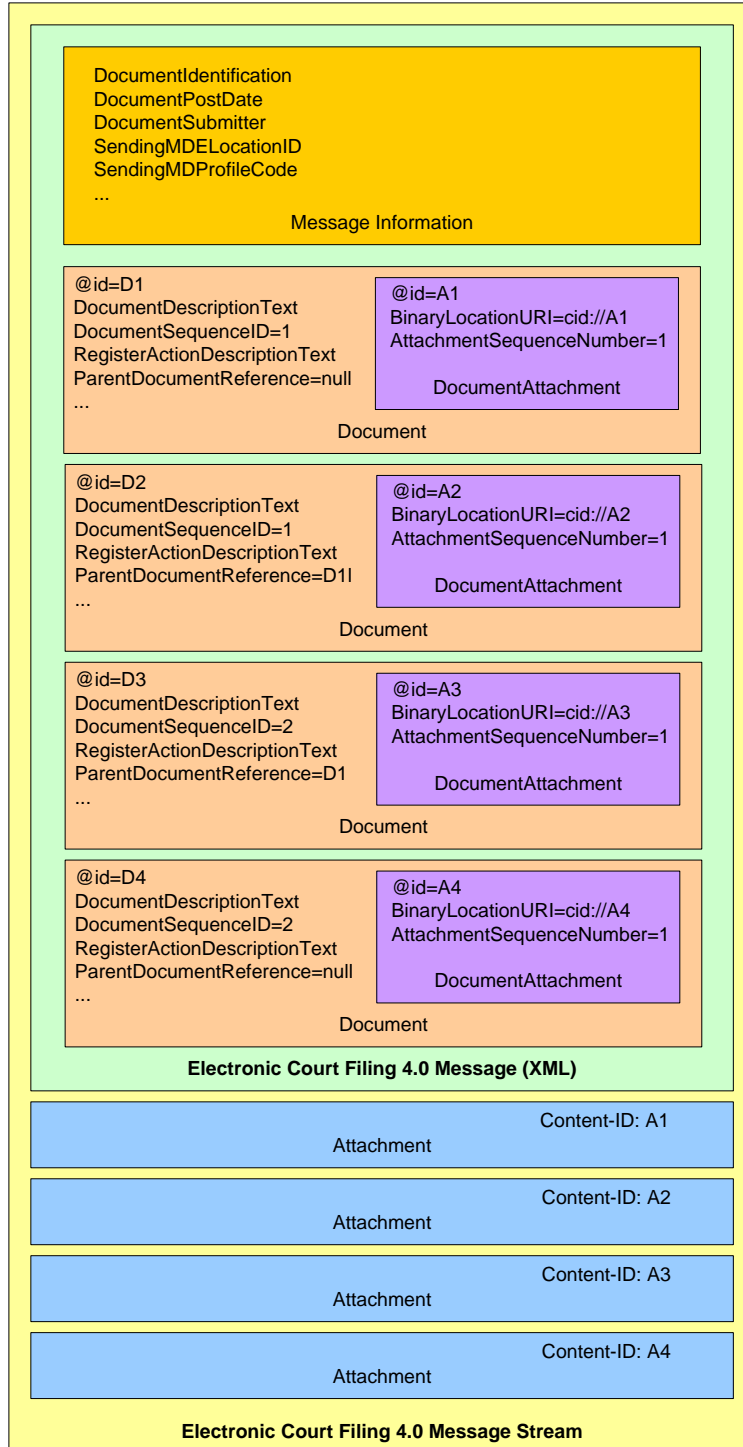 DocumentIdentification
DocumentPostDate
DocumentSubmitter
SendingMDELocationID
SendingMDProfileCode
...
Message Information
@id=D1
DocumentDescriptionText
DocumentSequenceID=1
RegisterActionDescriptionText
ParentDocumentReference=null
...
@id=A1
BinaryLocationURI=cid://A1
AttachmentSequenceNumber=1
DocumentAttachment
Document
@id=D2
DocumentDescriptionText
DocumentSequenceID=1
RegisterActionDescriptionText
ParentDocumentReference=D1l
...
@id=A2
BinaryLocationURI=cid://A2
AttachmentSequenceNumber=1
DocumentAttachment
Document
@id=D3
DocumentDescriptionText
DocumentSequenceID=2
RegisterActionDescriptionText
ParentDocumentReference=D1
...
@id=A3
BinaryLocationURI=cid://A3
AttachmentSequenceNumber=1
DocumentAttachment
Document
@id=D4
DocumentDescriptionText
DocumentSequenceID=2
RegisterActionDescriptionText
ParentDocumentReference=null
...
@id=A4
BinaryLocationURI=cid://A4
AttachmentSequenceNumber=1
DocumentAttachment
Document
Electronic Court Filing 4.0 Message (XML)
Content-ID: A1
Attachment
Content-ID: A2
Attachment
Content-ID: A3
Attachment
Content-ID: A4
Attachment
Electronic Court Filing 4.0 Message Stream